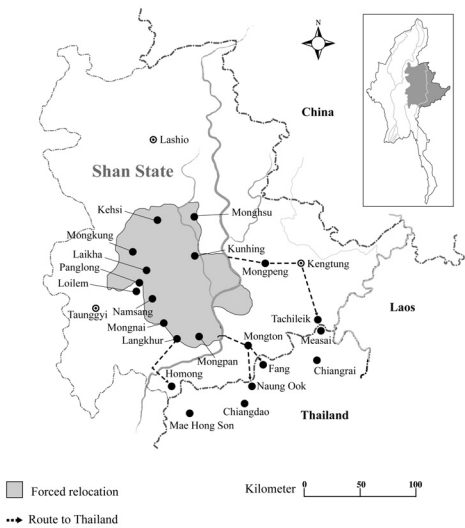 N
China
Lashio
Shan State
Kehsi
Monghsu
Mongkung
Kunhing
Laikha
Mongpeng
Kengtung
Panglong
Loilem
Laos
Taunggyi
Namsang
Tachileik
Mongnai
Mongton
Measai
Langkhur
Mongpan
Fang
Chiangrai
Homong
Naung Ook
Chiangdao
Thailand
Mae Hong Son
Forced relocation
Kilometer
0 50 100
Route to Thailand